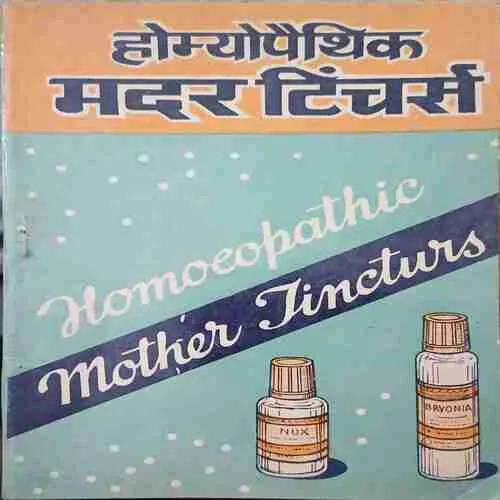 होम्योपैथिक
मदर टिंचर्स
Homoeopathic
Mother Tincturs
NUX
BRYONIA